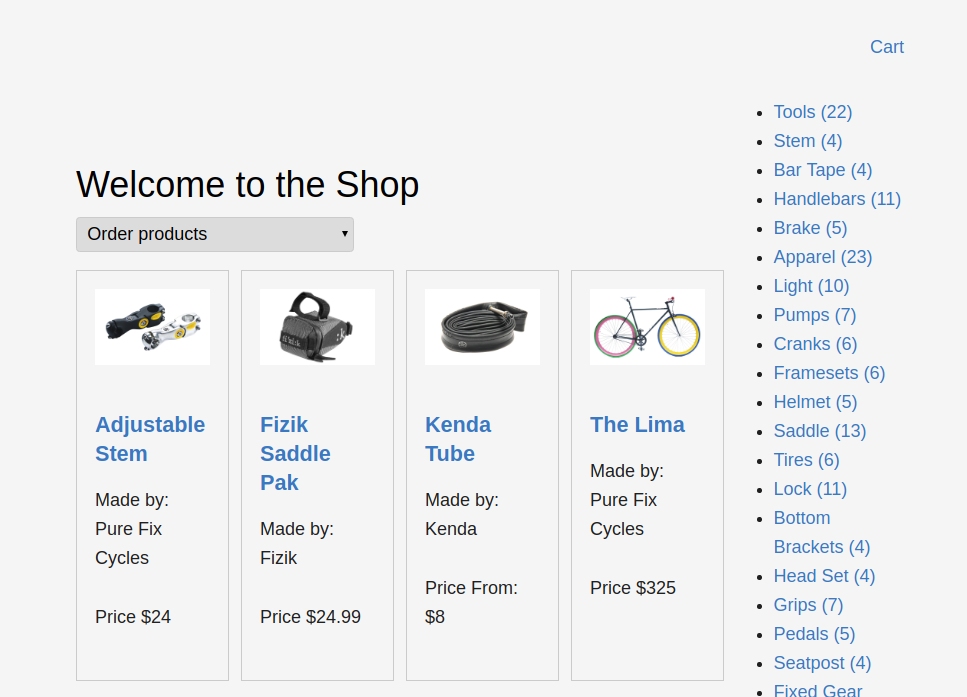 Cart
Welcome to the Shop
Order products
Adjustable
Stem
Made by:
Pure Fix
Cycles
Price $24
Fizik
Saddle
Pak
Made by:
Fizik
Price $24.99
Kenda
Tube
Made by:
Kenda
Price From:
$8
The Lima
Made by:
Pure Fix
Cycles
Price $325
Tools (22)
Stem (4)
Bar Tape (4)
Handlebars (11)
Brake (5)
Apparel (23)
Light (10)
Pumps (7)
Cranks (6)
Framesets (6)
Helmet (5)
Saddle (13)
Tires (6)
Lock (11)
Bottom
Brackets (4)
Head Set (4)
Grips (7)
Pedals (5)
Seatpost (4)
Fixed Gear